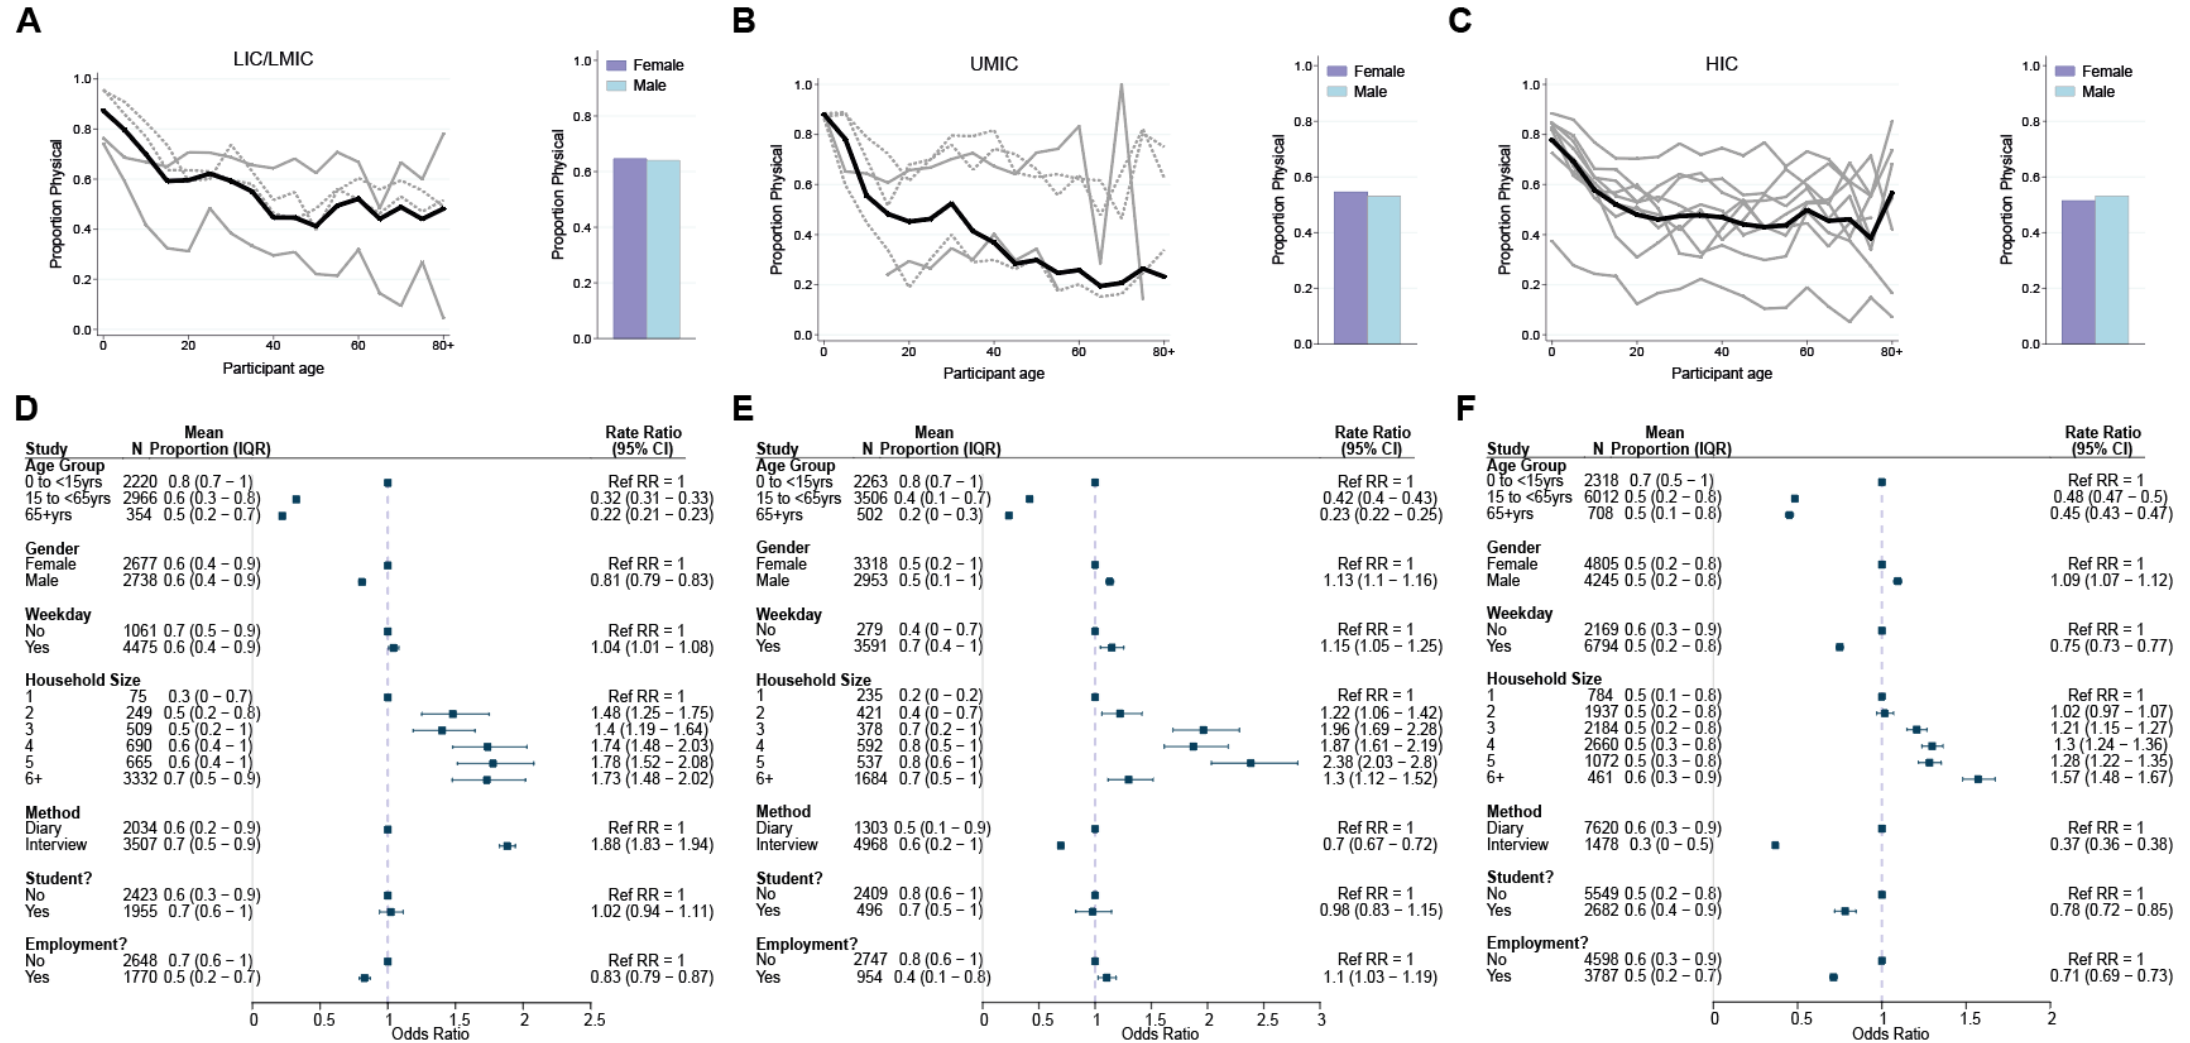 A
LIC/LMIC
1.0
0.8
0.6
0.4
0.2
0.0
Proportion Physical
0 20 40 60 80+
Participant age
1.0
0.8
0.6
0.4
0.2
0.0
Proportion Physical
Female
Male
B
UMIC
1.0
0.8
0.6
0.4
0.2
0.0
Proportion Physical
0 20 40 60 80+
Participant age
1.0
0.8
0.6
0.4
0.2
0.0
Proportion Physical
Female
Male
C
HIC
1.0
0.8
0.6
0.4
0.2
0.0
Proportion Physical
0 20 40 60 80+
Participant age
1.0
0.8
0.6
0.4
0.2
0.0
Proportion Physical
Female
Male
D
Mean Rate Ratio
Study N Proportion (IQR) (95% CI)
Age Group
0 to <15yrs 2220 0.8 (0.7 − 1) Ref RR = 1
15 to <65yrs 2966 0.6 (0.3 − 0.8) 0.32 (0.31 − 0.33)
65+yrs 354 0.5 (0.2 − 0.7) 0.22 (0.21 − 0.23)
Gender
Female 2677 0.6 (0.4 − 0.9) Ref RR = 1
Male 2738 0.6 (0.4 − 0.9) 0.81 (0.79 − 0.83)
Weekday
No 1061 0.7 (0.5 − 0.9) Ref RR = 1
Yes 4475 0.6 (0.4 − 0.9) 1.04 (1.01 − 1.08)
Household Size
1 75 0.3 (0 − 0.7) Ref RR = 1
2 249 0.5 (0.2 − 0.8) 1.48 (1.25 − 1.75)
3 509 0.5 (0.2 − 1) 1.4 (1.19 − 1.64)
4 690 0.6 (0.4 − 1) 1.74 (1.48 − 2.03)
5 665 0.6 (0.4 − 1) 1.78 (1.52 − 2.08)
6+ 3332 0.7 (0.5 − 0.9) 1.73 (1.48 − 2.02)
Method
Diary 2034 0.6 (0.2 − 0.9) Ref RR = 1
Interview 3507 0.7 (0.5 − 0.9) 1.88 (1.83 − 1.94)
Student?
No 2423 0.6 (0.3 − 0.9) Ref RR = 1
Yes 1955 0.7 (0.6 − 1) 1.02 (0.94 − 1.11)
Employment?
No 2648 0.7 (0.6 − 1) Ref RR = 1
Yes 1770 0.5 (0.2 − 0.7) 0.83 (0.79 − 0.87)
0 0.5 1 1.5 2 2.5
Odds Ratio
E
Mean Rate Ratio
Study N Proportion (IQR) (95% CI)
Age Group
0 to <15yrs 2263 0.8 (0.7 − 1) Ref RR = 1
15 to <65yrs 3506 0.4 (0.1 − 0.7) 0.42 (0.4 − 0.43)
65+yrs 502 0.2 (0 − 0.3) 0.23 (0.22 − 0.25)
Gender
Female 3318 0.5 (0.2 − 1) Ref RR = 1
Male 2953 0.5 (0.1 − 1) 1.13 (1.1 − 1.16)
Weekday
No 279 0.4 (0 − 0.7) Ref RR = 1
Yes 3591 0.7 (0.4 − 1) 1.15 (1.05 − 1.25)
Household Size
1 235 0.2 (0 − 0.2) Ref RR = 1
2 421 0.4 (0 − 0.7) 1.22 (1.06 − 1.42)
3 378 0.7 (0.2 − 1) 1.96 (1.69 − 2.28)
4 592 0.8 (0.5 − 1) 1.87 (1.61 − 2.19)
5 537 0.8 (0.6 − 1) 2.38 (2.03 − 2.8)
6+ 1684 0.7 (0.5 − 1) 1.3 (1.12 − 1.52)
Method
Diary 1303 0.5 (0.1 − 0.9) Ref RR = 1
Interview 4968 0.6 (0.2 − 1) 0.7 (0.67 − 0.72)
Student?
No 2409 0.8 (0.6 − 1) Ref RR = 1
Yes 496 0.7 (0.5 − 1) 0.98 (0.83 − 1.15)
Employment?
No 2747 0.8 (0.6 − 1) Ref RR = 1
Yes 954 0.4 (0.1 − 0.8) 1.1 (1.03 − 1.19)
0 0.5 1 1.5 2 2.5 3
Odds Ratio
F
Mean Rate Ratio
Study N Proportion (IQR) (95% CI)
Age Group
0 to <15yrs 2318 0.7 (0.5 − 1) Ref RR = 1
15 to <65yrs 6012 0.5 (0.2 − 0.8) 0.48 (0.47 − 0.5)
65+yrs 708 0.5 (0.1 − 0.8) 0.45 (0.43 − 0.47)
Gender
Female 4805 0.5 (0.2 − 0.8) Ref RR = 1
Male 4245 0.5 (0.2 − 0.8) 1.09 (1.07 − 1.12)
Weekday
No 2169 0.6 (0.3 − 0.9) Ref RR = 1
Yes 6794 0.5 (0.2 − 0.8) 0.75 (0.73 − 0.77)
Household Size
1 784 0.5 (0.1 − 0.8) Ref RR = 1
2 1937 0.5 (0.2 − 0.8) 1.02 (0.97 − 1.07)
3 2184 0.5 (0.2 − 0.8) 1.21 (1.15 − 1.27)
4 2660 0.5 (0.3 − 0.8) 1.3 (1.24 − 1.36)
5 1072 0.5 (0.3 − 0.8) 1.28 (1.22 − 1.35)
6+ 461 0.6 (0.3 − 0.9) 1.57 (1.48 − 1.67)
Method
Diary 7620 0.6 (0.3 − 0.9) Ref RR = 1
Interview 1478 0.3 (0 − 0.5) 0.37 (0.36 − 0.38)
Student?
No 5549 0.5 (0.2 − 0.8) Ref RR = 1
Yes 2682 0.6 (0.4 − 0.9) 0.78 (0.72 − 0.85)
Employment?
No 4598 0.6 (0.3 − 0.9) Ref RR = 1
Yes 3787 0.5 (0.2 − 0.7) 0.71 (0.69 − 0.73)
0 0.5 1 1.5 2
Odds Ratio